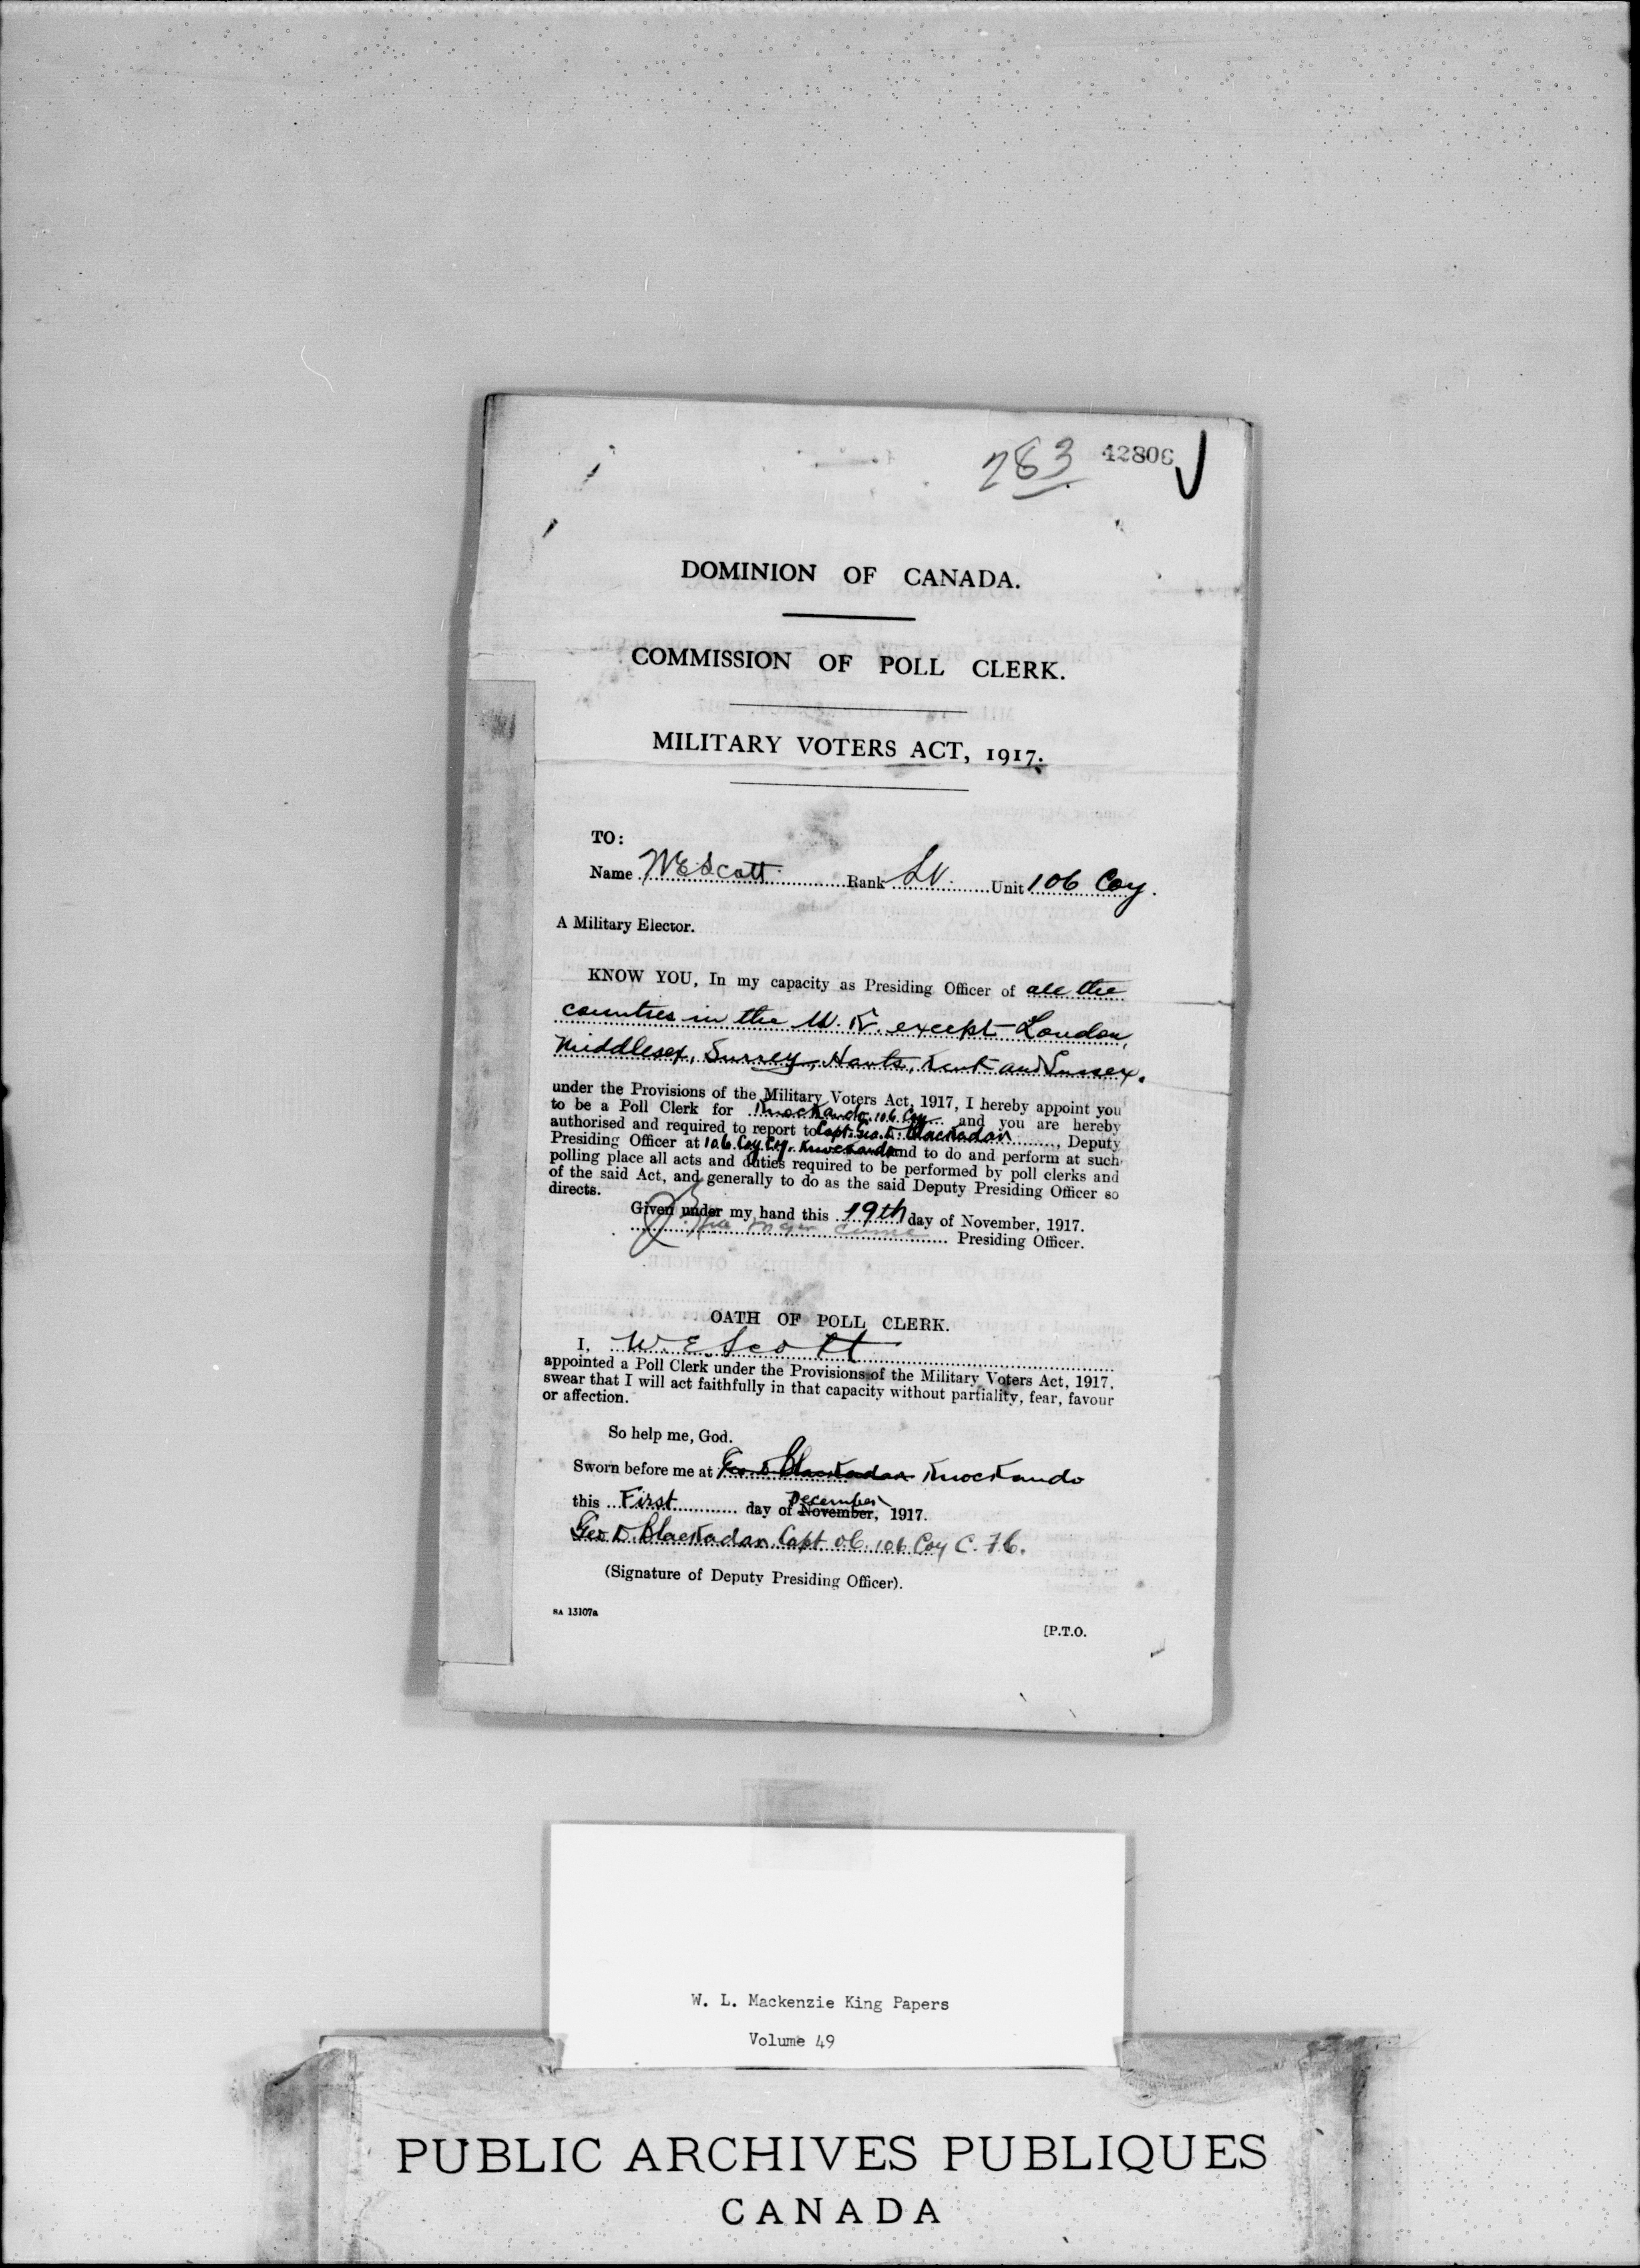 283 42806
DOMINION OF CANADA.
COMMISSION OF POLL CLERK.
MILITARY VOTERS ACT, 1917.
TO:
Name W E Scott Rank Lt. Unit 106 Coy.
A Military Elector.
KNOW YOU, In my capacity as Presiding Officer of all the
counties in the U. K. except London,
Middlesex, Surrey, Hants, Kent and Sussex.
under the Provisions of the Military Voters Act, 1917, I hereby appoint you
to be a Poll Clerk for Knockando 106 Coy and you are hereby
authorised and required to report to Capt. Geo. D. Blackadar, Deputy
Presiding Officer at 106 Coy Knockando and to do and perform at such
polling place all acts and duties required to be performed by poll clerks and
of the said Act, and generally to do as the said Deputy Presiding Officer so
directs.
Given under my hand this 19th day of November, 1917.
Presiding Officer.
OATH OF POLL CLERK.
I, W. E. Scott
appointed a Poll Clerk under the Provisions of the Military Voters Act, 1917,
swear that I will act faithfully in that capacity without partiality, fear, favour
or affection.
So help me, God.
Sworn before me at Geo. D. Blackadar Knockando
this First day of November, December 1917.
Geo. D. Blackadar, Capt OC. 106 Coy C.F.C.
(Signature of Deputy Presiding Officer).
RA 13107a
[P.T.O.
W. L. Mackenzie King Papers
Volume 49
PUBLIC ARCHIVES PUBLIQUES
CANADA